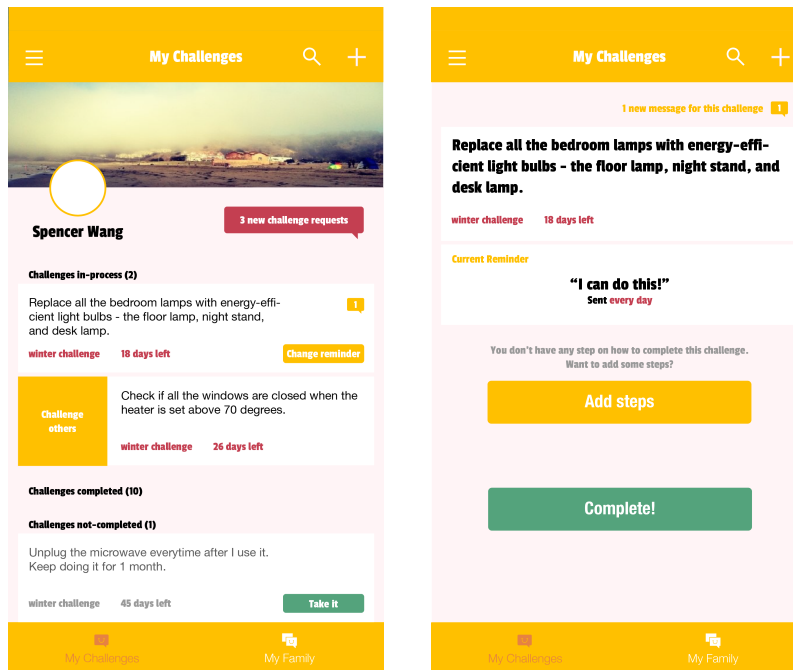 My Challenges
Spencer Wang
3 new challenge requests
Challenges in-process (2)
Replace all the bedroom lamps with energy-effi-
cient light bulbs - the floor lamp, night stand,
and desk lamp.
1
winter challenge 18 days left
Change reminder
Challenge
others
Check if all the windows are closed when the
heater is set above 70 degrees.
winter challenge 26 days left
Challenges completed (10)
Challenges not-completed (1)
Unplug the microwave everytime after I use it.
Keep doing it for 1 month.
winter challenge 45 days left
Take it
My Challenges
My Family
My Challenges
1 new message for this challenge 1
Replace all the bedroom lamps with energy-effi-
cient light bulbs - the floor lamp, night stand, and
desk lamp.
winter challenge 18 days left
Current Reminder
“I can do this!”
Sent every day
You don't have any step on how to complete this challenge.
Want to add some steps?
Add steps
Complete!
My Challenges
My Family